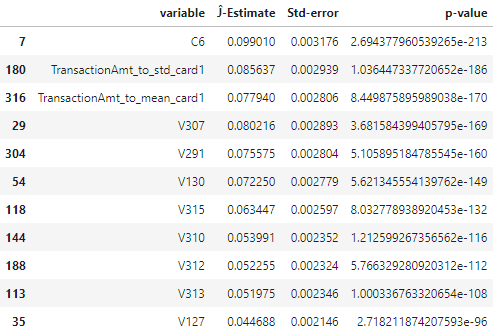 variable Ĵ-Estimate Std-error p-value
7 C6 0.099010 0.003176 2.694377960539265e-213
180 TransactionAmt_to_std_card1 0.085637 0.002939 1.036447337720652e-186
316 TransactionAmt_to_mean_card1 0.077940 0.002806 8.449875895989038e-170
29 V307 0.080216 0.002893 3.681584399405795e-169
304 V291 0.075575 0.002804 5.105895184785545e-160
54 V130 0.072250 0.002779 5.621345554139762e-149
118 V315 0.063447 0.002597 8.032778938920453e-132
144 V310 0.053991 0.002352 1.212599267356562e-116
188 V312 0.052255 0.002324 5.766329280920312e-112
113 V313 0.051975 0.002346 1.000336763320654e-108
35 V127 0.044688 0.002146 2.718211874207593e-96